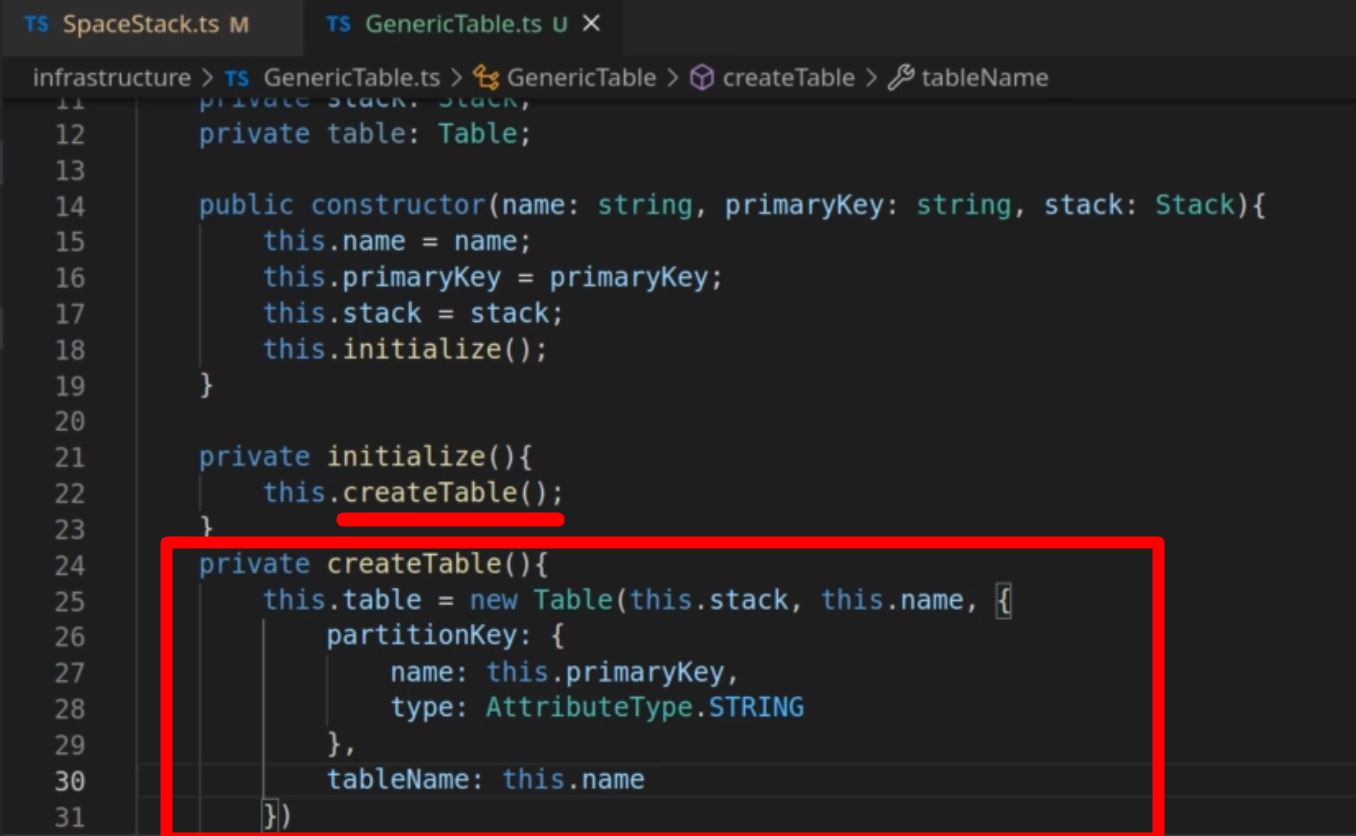 TS SpaceStack.ts M TS GenericTable.ts U ×
infrastructure > TS GenericTable.ts > GenericTable > createTable > tableName
11 private stack: Stack;
12 private table: Table;
13
14 public constructor(name: string, primaryKey: string, stack: Stack){
15 this.name = name;
16 this.primaryKey = primaryKey;
17 this.stack = stack;
18 this.initialize();
19 }
20
21 private initialize(){
22 this.createTable();
23 }
24 private createTable(){
25 this.table = new Table(this.stack, this.name, {
26 partitionKey: {
27 name: this.primaryKey,
28 type: AttributeType.STRING
29 },
30 tableName: this.name
31 })